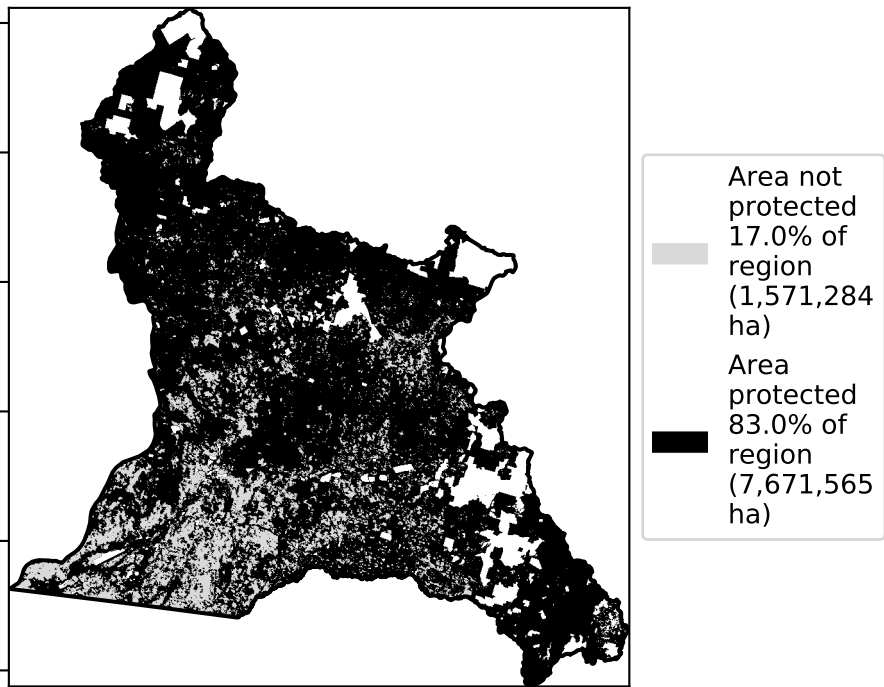 Area not
protected
17.0% of
region
(1,571,284
ha)
Area
protected
83.0% of
region
(7,671,565
ha)